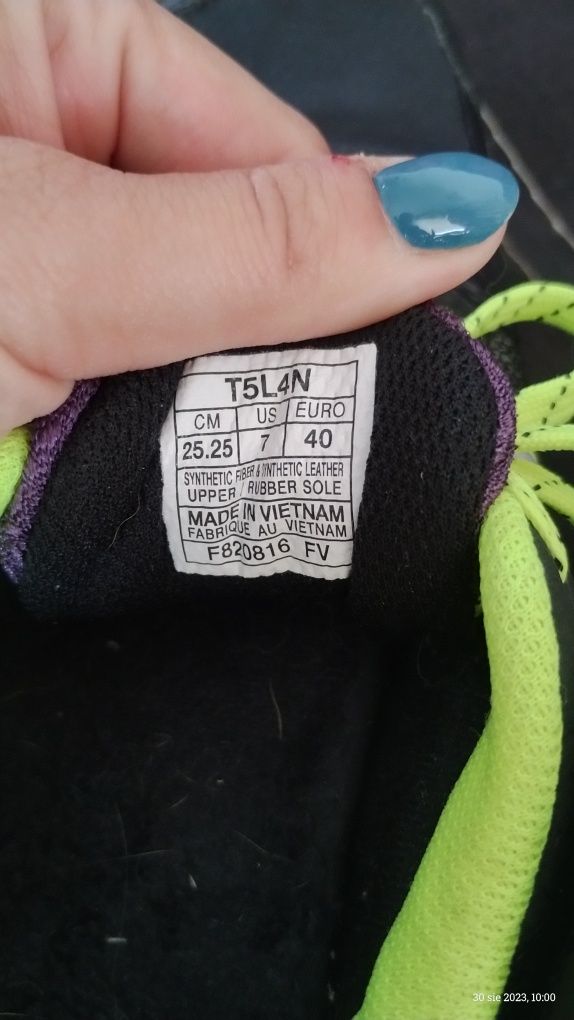 T5L4N
CM US EURO
25.25 7 40
SYNTHETIC FIBER & SYNTHETIC LEATHER
UPPER / RUBBER SOLE
MADE IN VIETNAM
FABRIQUE AU VIETNAM
F820816 FV
30 sie 2023, 10:00